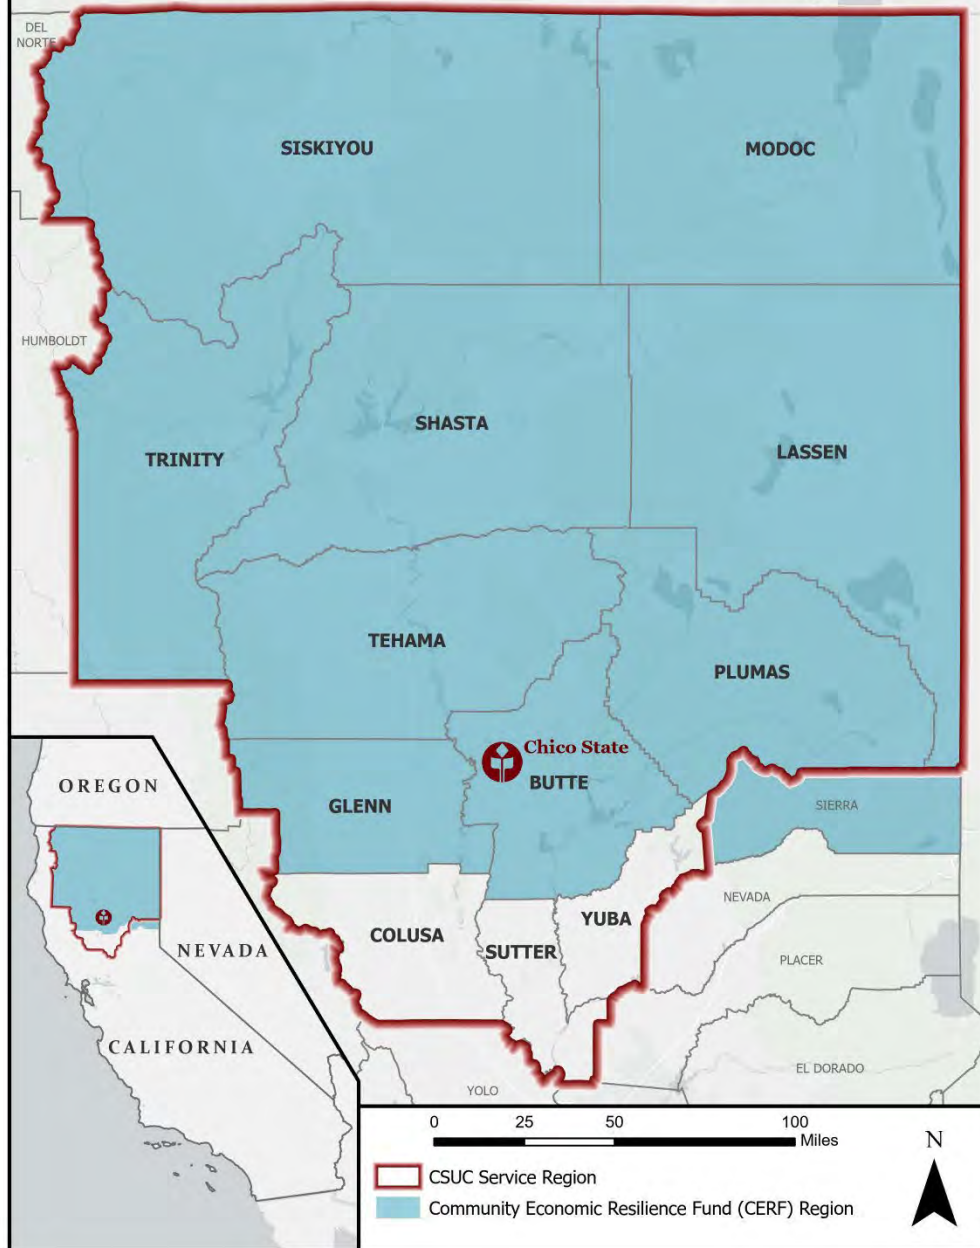 DEL
NORTE
SISKIYOU
MODOC
HUMBOLDT
SHASTA
LASSEN
TRINITY
TEHAMA
PLUMAS
Chico State
BUTTE
GLENN
SIERRA
OREGON
NEVADA
YUBA
COLUSA
SUTTER
NEVADA
PLACER
CALIFORNIA
EL DORADO
YOLO
0 25 50 100
Miles
N
CSUC Service Region
Community Economic Resilience Fund (CERF) Region